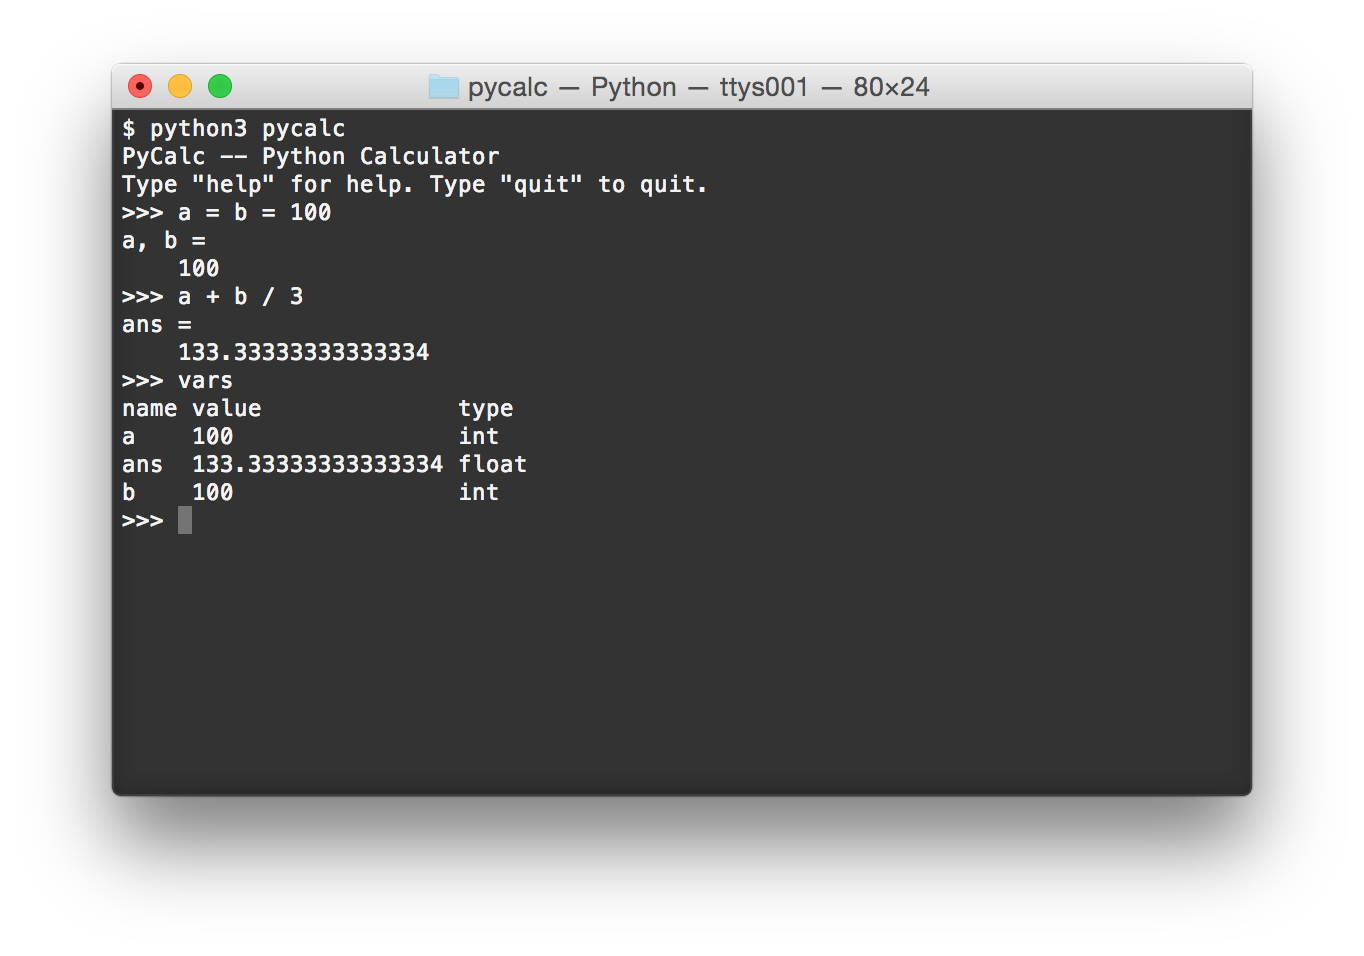 pycalc — Python — ttys001 — 80×24
$ python3 pycalc
PyCalc -- Python Calculator
Type "help" for help. Type "quit" to quit.
>>> a = b = 100
a, b =
    100
>>> a + b / 3
ans =
    133.33333333333334
>>> vars
name value              type
a    100                int
ans  133.33333333333334 float
b    100                int
>>>